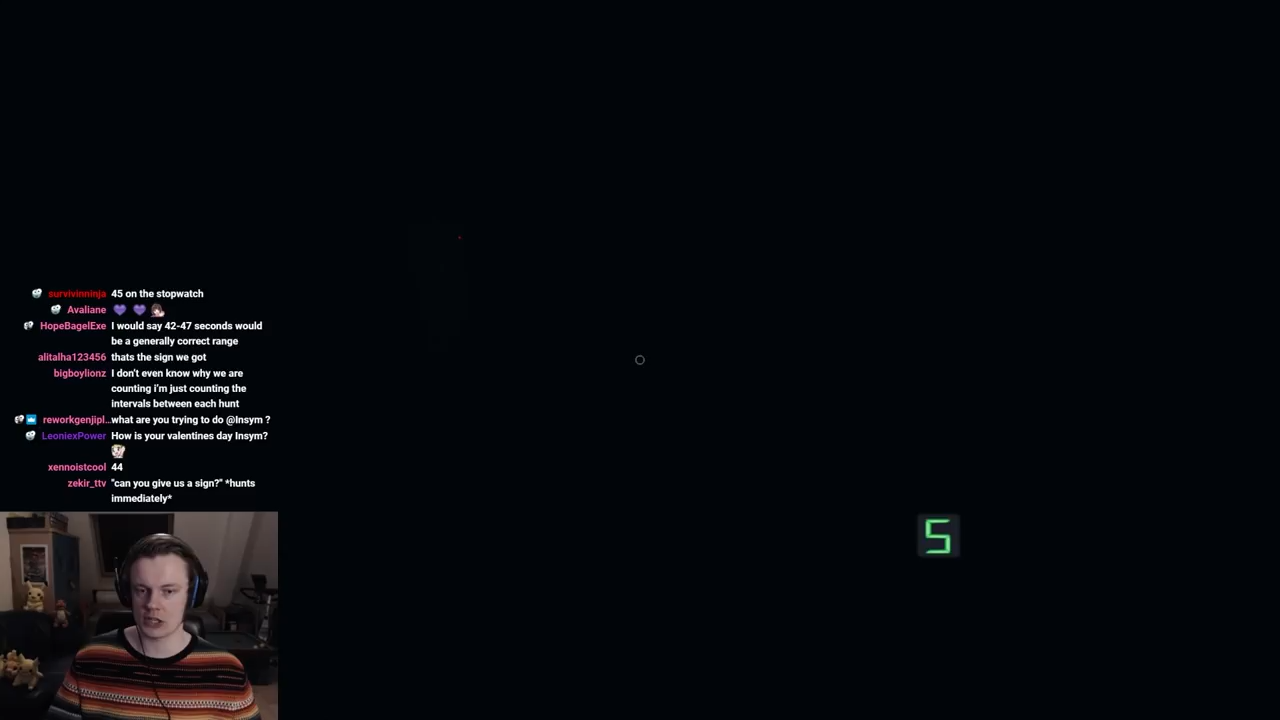 survivinninja 45 on the stopwatch
Avaliane
HopeBagelExe I would say 42-47 seconds would
be a generally correct range
alitalha123456 thats the sign we got
bigboylionz I don't even know why we are
counting i'm just counting the
intervals between each hunt
reworkgenjipl... what are you trying to do @Insym ?
LeoniexPower How is your valentines day Insym?
xennoistcool 44
zekir_ttv "can you give us a sign?" *hunts
immediately*
5